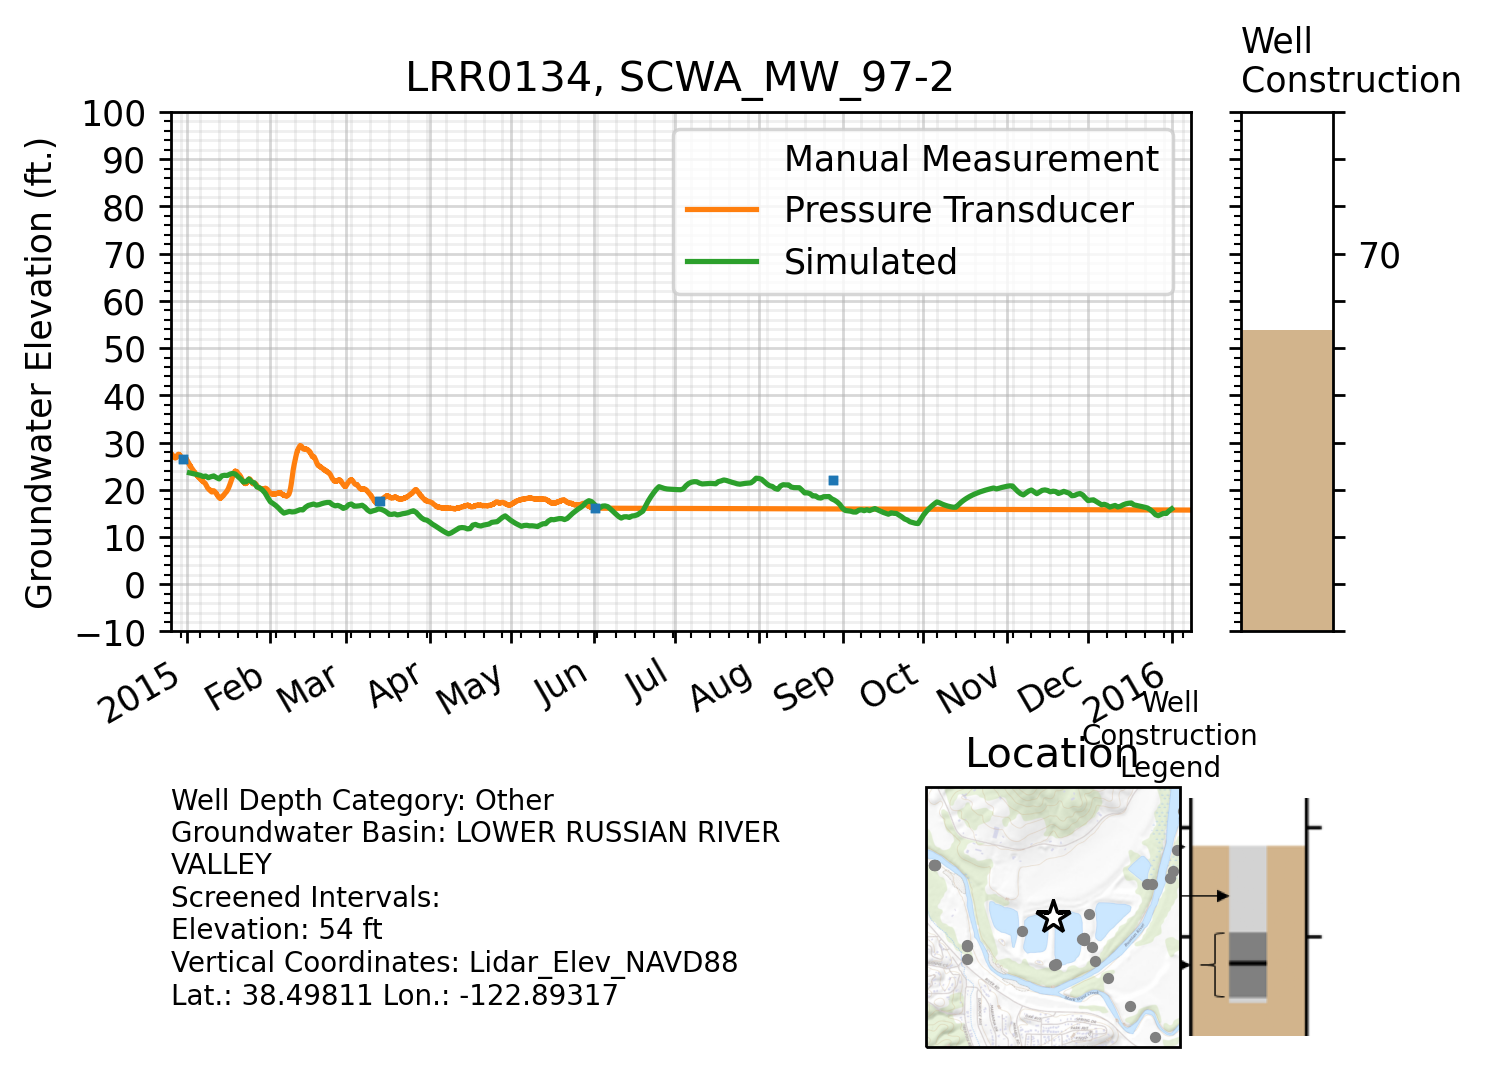 Well
Construction
LRR0134, SCWA_MW_97-2
Groundwater Elevation (ft.)
100
90
80
70
60
50
40
30
20
10
0
−10
Manual Measurement
Pressure Transducer
Simulated
70
2015
Feb
Mar
Apr
May
Jun
Jul
Aug
Sep
Oct
Nov
Dec
2016
Well Depth Category: Other
Groundwater Basin: LOWER RUSSIAN RIVER
VALLEY
Screened Intervals:
Elevation: 54 ft
Vertical Coordinates: Lidar_Elev_NAVD88
Lat.: 38.49811 Lon.: -122.89317
Location
Well
Construction
Legend